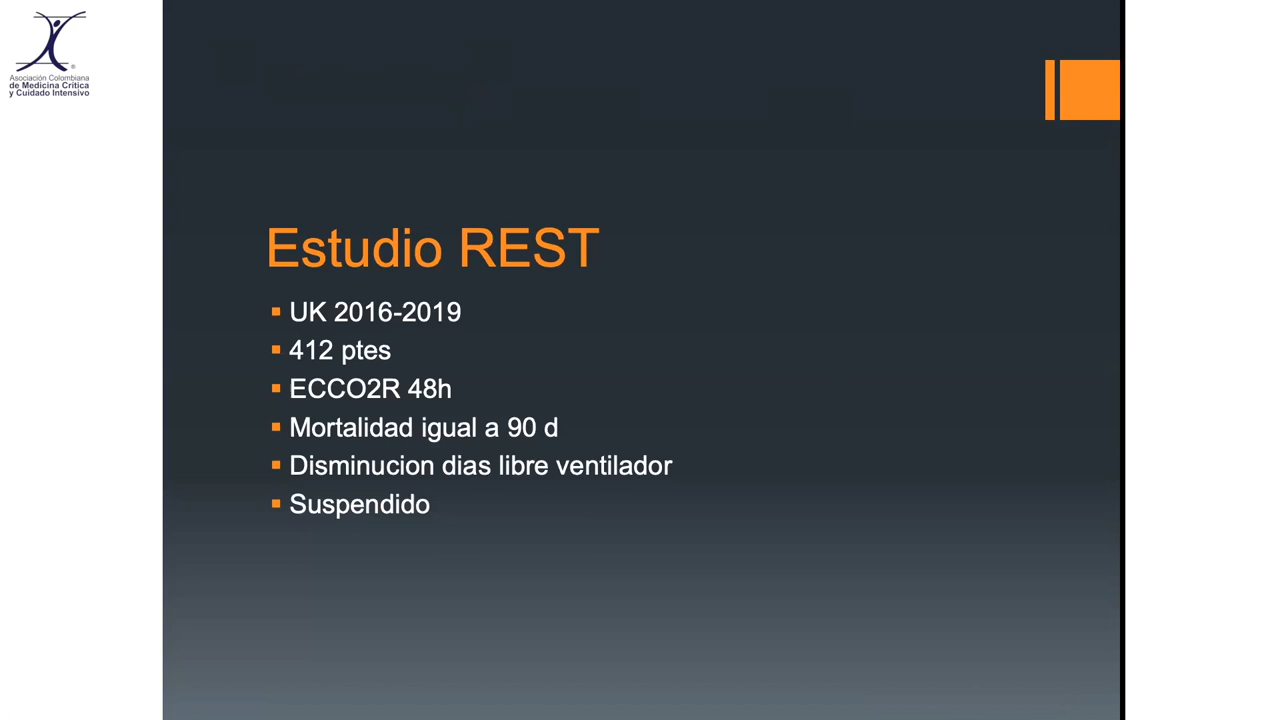 Asociación Colombiana
de Medicina Crítica
y Cuidado Intensivo
Estudio REST
UK 2016-2019
412 ptes
ECCO2R 48h
Mortalidad igual a 90 d
Disminucion dias libre ventilador
Suspendido